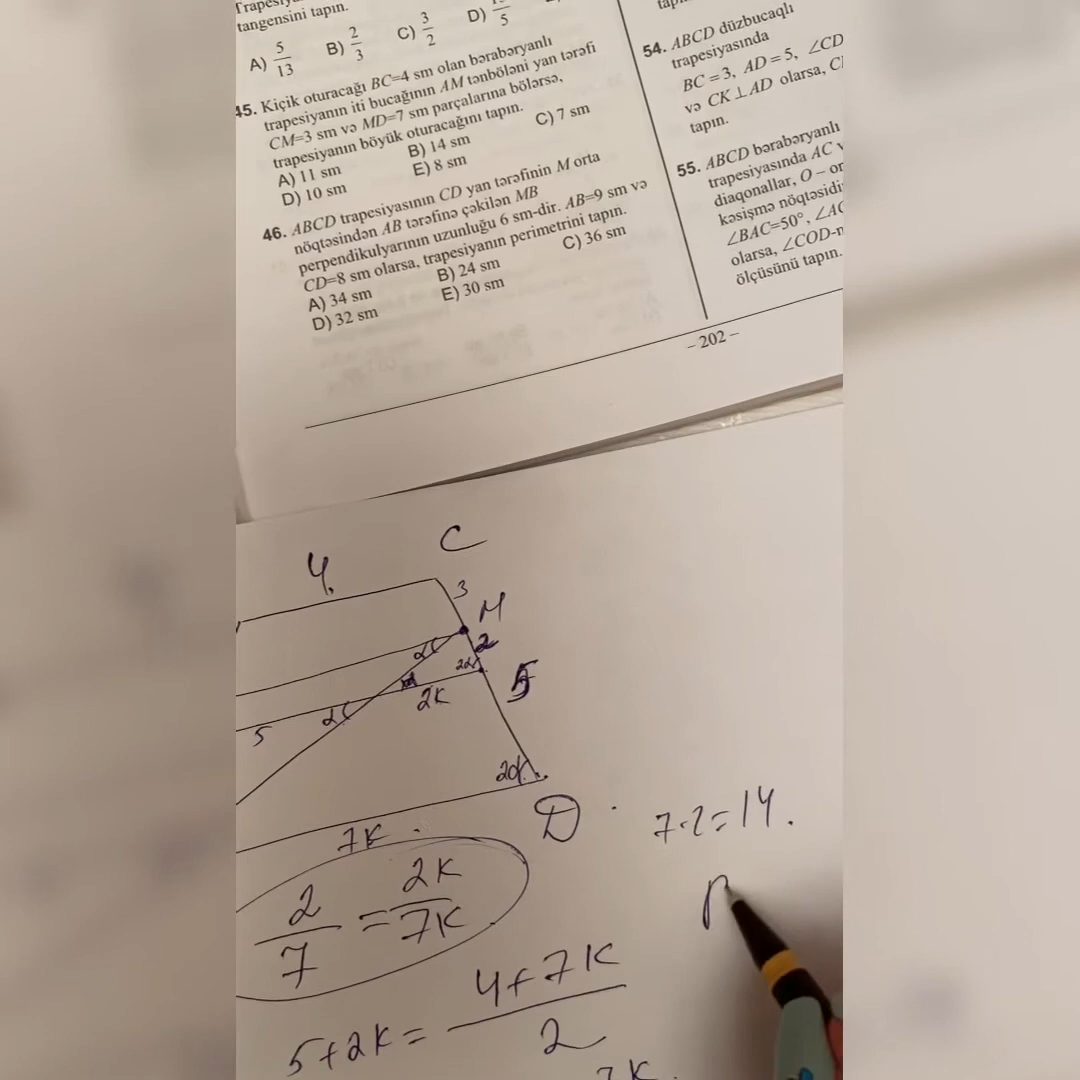 tangensini tapın.
A) 5/13 B) 2/3 C) 3/2 D)
45. Kiçik oturacağı BC=4 sm olan bərabəryanlı
trapesiyanın iti bucağının AM tənböləni yan tərəfi
CM=3 sm və MD=7 sm parçalarına bölərsə,
trapesiyanın böyük oturacağını tapın.
A) 11 sm B) 14 sm C) 7 sm
D) 10 sm E) 8 sm
46. ABCD trapesiyasının CD yan tərəfinin M orta
nöqtəsindən AB tərəfinə çəkilən MB
perpendikulyarının uzunluğu 6 sm-dir. AB=9 sm və
CD=8 sm olarsa, trapesiyanın perimetrini tapın.
A) 34 sm B) 24 sm C) 36 sm
D) 32 sm E) 30 sm
54. ABCD düzbucaqlı
trapesiyasında
BC = 3, AD = 5, ∠CD
və CK ⊥ AD olarsa,
tapın.
55. ABCD bərabəryanlı
trapesiyasında AC
diaqonallar, O –
kəsişmə
∠BAC=50°,
olarsa, ∠COD-
ölçüsünü tapın.
– 202 –
4 C
3
M
α 2
2α
2K 5
α
5
2α
D
7K
7·2=14.
2/7 = 2K/7K
5+2K = (4+7K)/2
7K